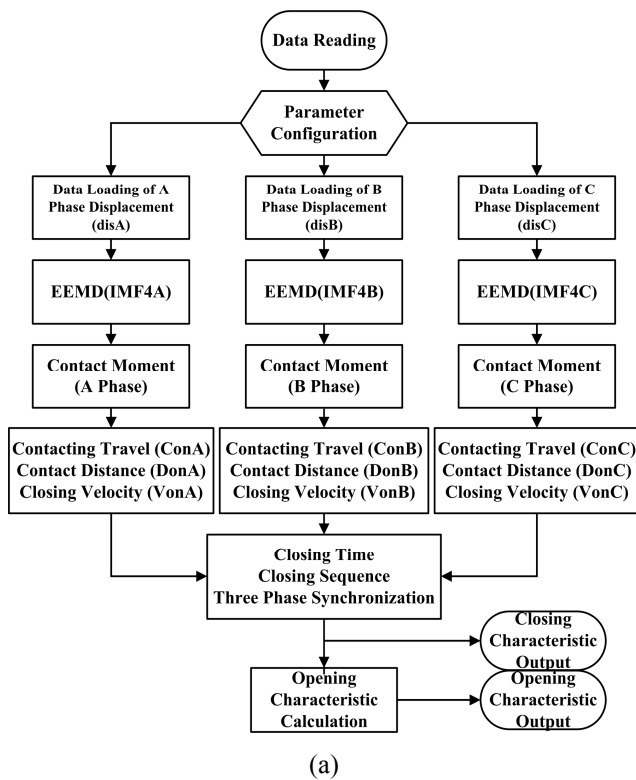 Data Reading
Parameter
Configuration
Data Loading of A
Phase Displacement
(disA)
Data Loading of B
Phase Displacement
(disB)
Data Loading of C
Phase Displacement
(disC)
EEMD(IMF4A)
EEMD(IMF4B)
EEMD(IMF4C)
Contact Moment
(A Phase)
Contact Moment
(B Phase)
Contact Moment
(C Phase)
Contacting Travel (ConA)
Contact Distance (DonA)
Closing Velocity (VonA)
Contacting Travel (ConB)
Contact Distance (DonB)
Closing Velocity (VonB)
Contacting Travel (ConC)
Contact Distance (DonC)
Closing Velocity (VonC)
Closing Time
Closing Sequence
Three Phase Synchronization
Closing
Characteristic
Output
Opening
Characteristic
Calculation
Opening
Characteristic
Output
(a)